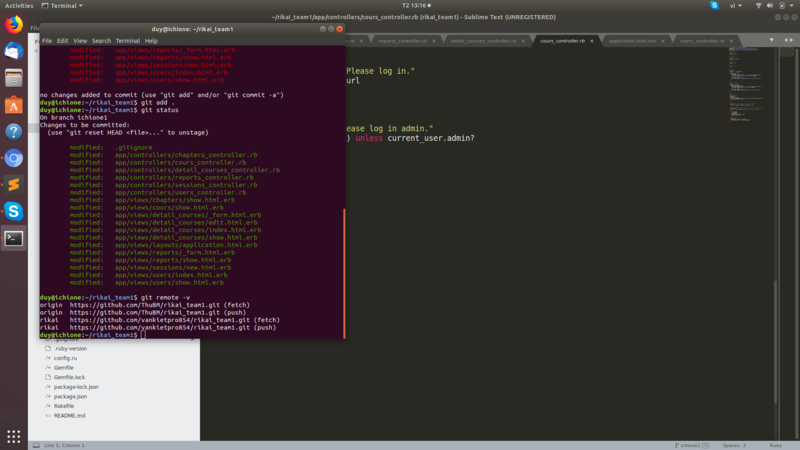 Activities Terminal T2 13:16 vi
~/rikai_team1/app/controllers/cours_controller.rb (rikai_team1) - Sublime Text (UNREGISTERED)
duy@ichione: ~/rikai_team1
File Edit View Search Terminal Help
rb reports_controller.rb detail_courses_controller.rb cours_controller.rb application.html.erb users_controller.rb
modified: app/views/reports/_form.html.erb
modified: app/views/reports/show.html.erb
modified: app/views/sessions/new.html.erb
modified: app/views/users/index.html.erb
modified: app/views/users/show.html.erb
no changes added to commit (use "git add" and/or "git commit -a")
duy@ichione:~/rikai_team1$ git add .
duy@ichione:~/rikai_team1$ git status
On branch ichione1
Changes to be committed:
(use "git reset HEAD <file>..." to unstage)
modified: .gitignore
modified: app/controllers/chapters_controller.rb
modified: app/controllers/cours_controller.rb
modified: app/controllers/detail_courses_controller.rb
modified: app/controllers/reports_controller.rb
modified: app/controllers/sessions_controller.rb
modified: app/controllers/users_controller.rb
modified: app/views/chapters/show.html.erb
modified: app/views/cours/show.html.erb
modified: app/views/detail_courses/_form.html.erb
modified: app/views/detail_courses/edit.html.erb
modified: app/views/detail_courses/index.html.erb
modified: app/views/detail_courses/show.html.erb
modified: app/views/layouts/application.html.erb
modified: app/views/reports/_form.html.erb
modified: app/views/reports/show.html.erb
modified: app/views/sessions/new.html.erb
modified: app/views/users/index.html.erb
modified: app/views/users/show.html.erb
duy@ichione:~/rikai_team1$ git remote -v
origin https://github.com/ThuBM/rikai_team1.git (fetch)
origin https://github.com/ThuBM/rikai_team1.git (push)
rikai https://github.com/vankietpro854/rikai_team1.git (fetch)
rikai https://github.com/vankietpro854/rikai_team1.git (push)
duy@ichione:~/rikai_team1$
Please log in."
url
ease log in admin."
) unless current_user.admin?
.ruby-version
config.ru
Gemfile
Gemfile.lock
package-lock.json
package.json
Rakefile
README.md
Line 1, Column 1 ichione1 Spaces: 2 Ruby